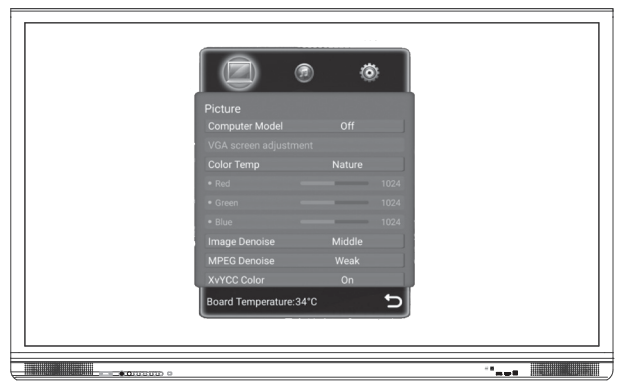 Picture
Computer Model Off
VGA screen adjustment
Color Temp Nature
• Red 1024
• Green 1024
• Blue 1024
Image Denoise Middle
MPEG Denoise Weak
XvYCC Color On
Board Temperature:34°C